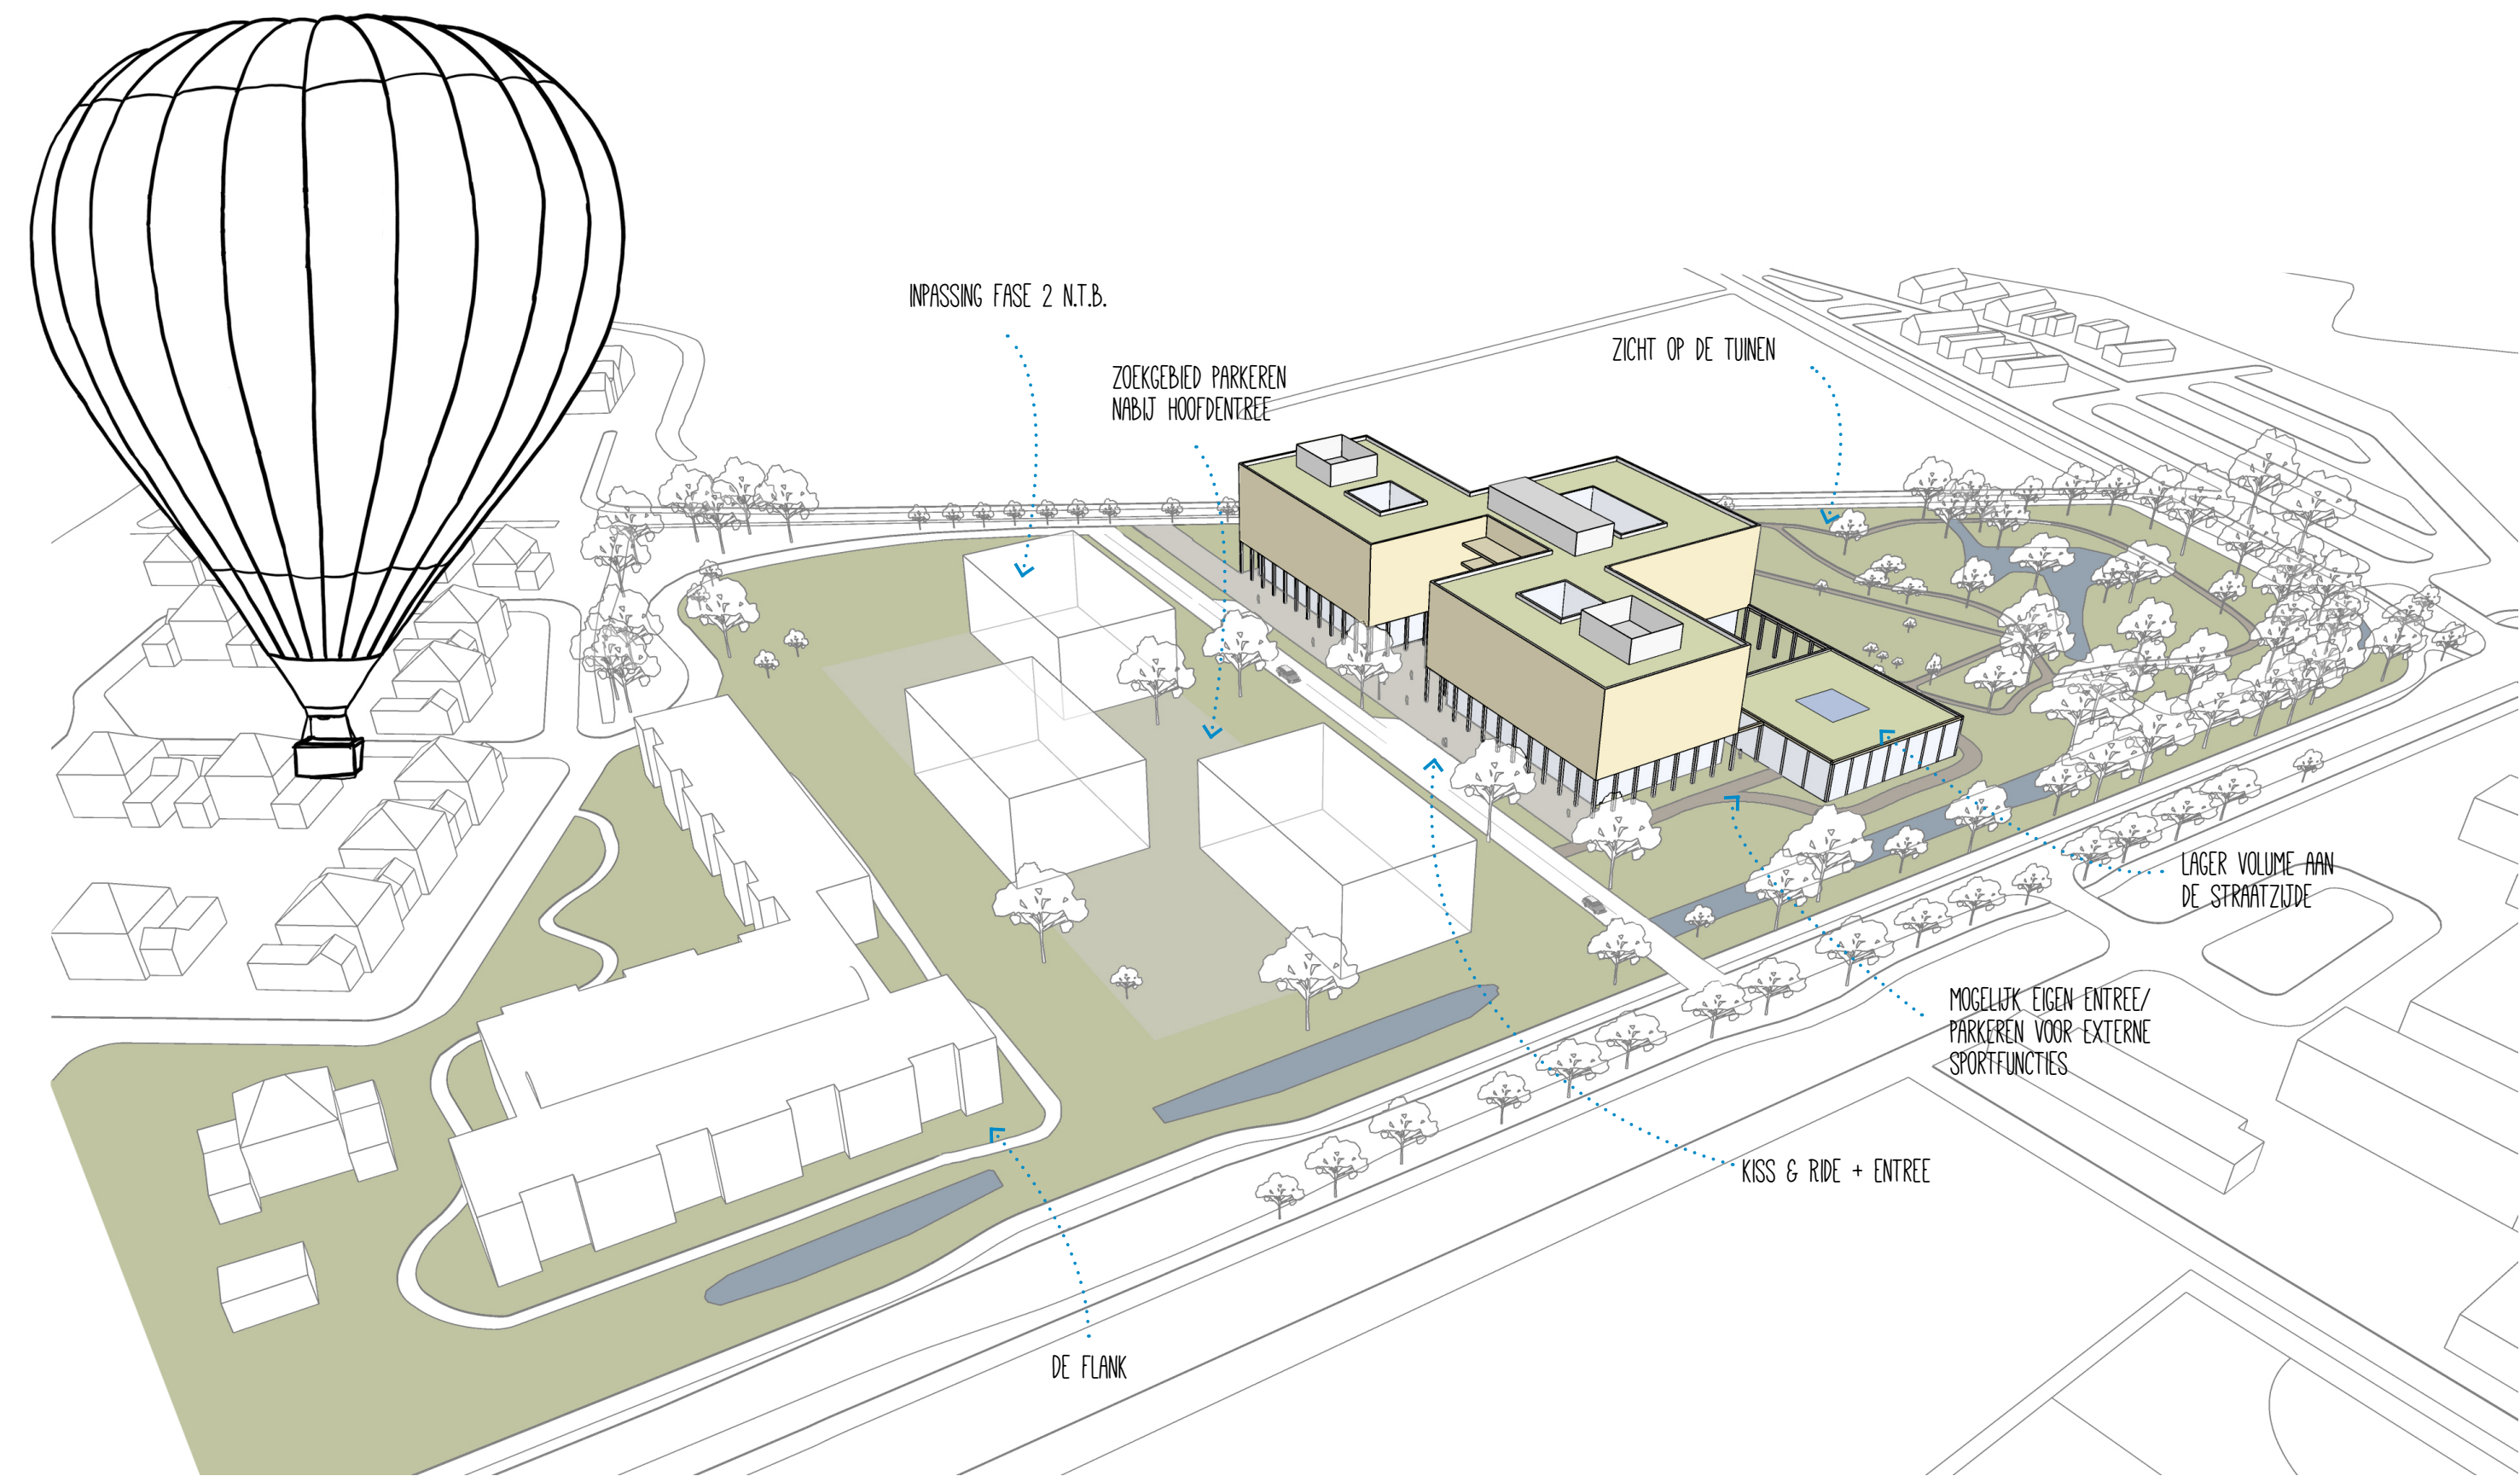 INPASSING FASE 2 N.T.B.
ZOEKGEBIED PARKEREN
NABIJ HOOFDENTREE
ZICHT OP DE TUINEN
LAGER VOLUME AAN
DE STRAATZIJDE
MOGELIJK EIGEN ENTREE/
PARKEREN VOOR EXTERNE
SPORTFUNCTIES
KISS & RIDE + ENTREE
DE FLANK